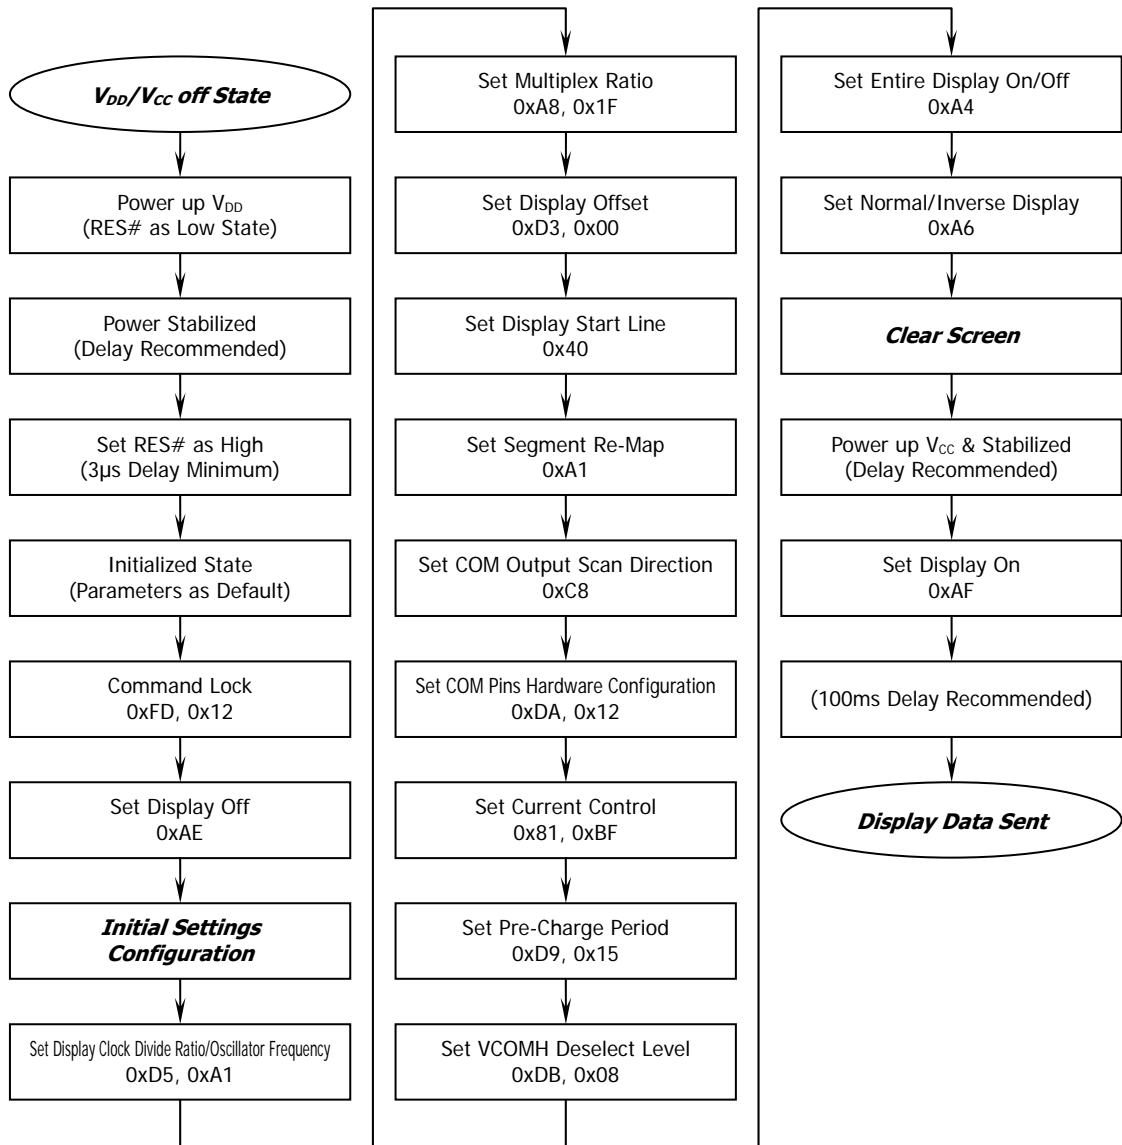 VDD/VCC off State
Power up VDD
(RES# as Low State)
Power Stabilized
(Delay Recommended)
Set RES# as High
(3μs Delay Minimum)
Initialized State
(Parameters as Default)
Command Lock
0xFD, 0x12
Set Display Off
0xAE
Initial Settings
Configuration
Set Display Clock Divide Ratio/Oscillator Frequency
0xD5, 0xA1
Set Multiplex Ratio
0xA8, 0x1F
Set Display Offset
0xD3, 0x00
Set Display Start Line
0x40
Set Segment Re-Map
0xA1
Set COM Output Scan Direction
0xC8
Set COM Pins Hardware Configuration
0xDA, 0x12
Set Current Control
0x81, 0xBF
Set Pre-Charge Period
0xD9, 0x15
Set VCOMH Deselect Level
0xDB, 0x08
Set Entire Display On/Off
0xA4
Set Normal/Inverse Display
0xA6
Clear Screen
Power up VCC & Stabilized
(Delay Recommended)
Set Display On
0xAF
(100ms Delay Recommended)
Display Data Sent